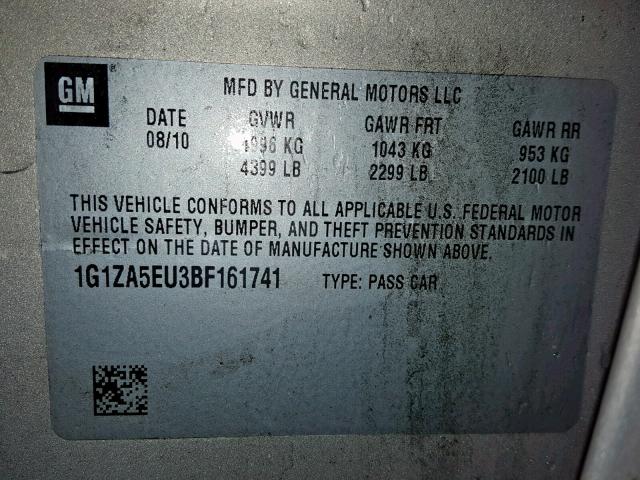 GM ®
MFD BY GENERAL MOTORS LLC
DATE GVWR GAWR FRT GAWR RR
08/10 1996 KG 1043 KG 953 KG
4399 LB 2299 LB 2100 LB
THIS VEHICLE CONFORMS TO ALL APPLICABLE U.S. FEDERAL MOTOR
VEHICLE SAFETY, BUMPER, AND THEFT PREVENTION STANDARDS IN
EFFECT ON THE DATE OF MANUFACTURE SHOWN ABOVE.
1G1ZA5EU3BF161741 TYPE: PASS CAR